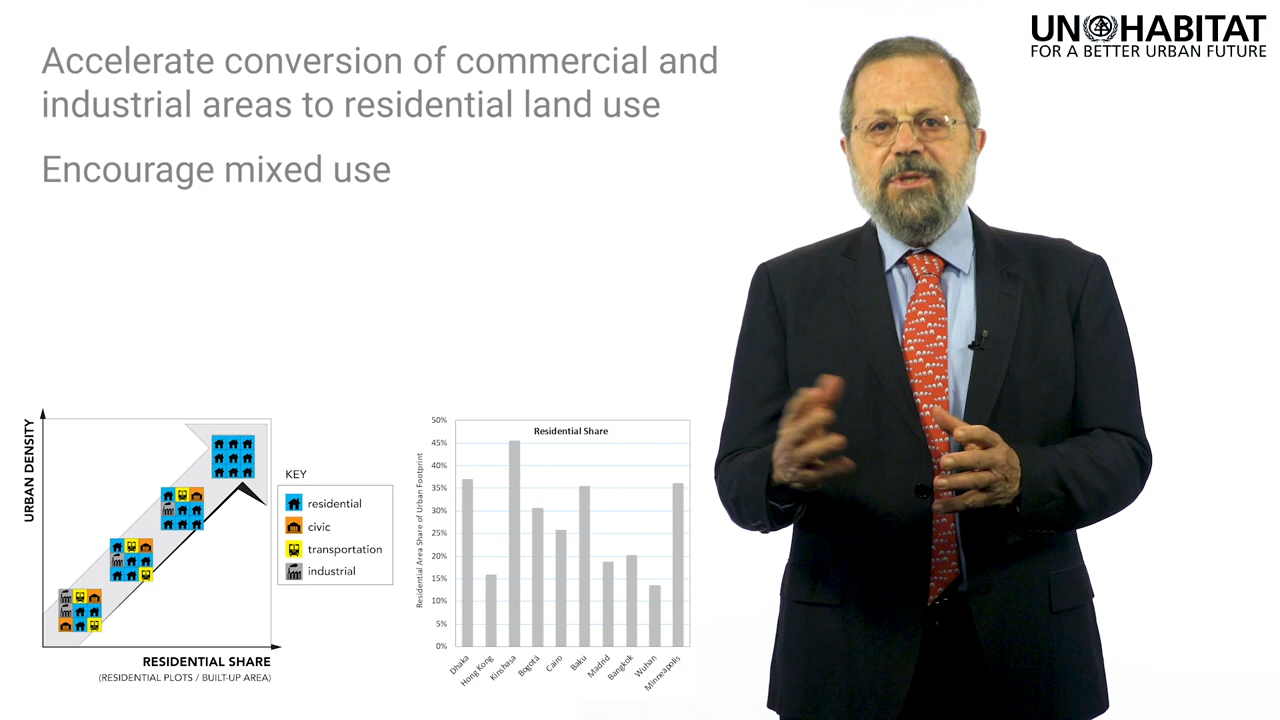 UN HABITAT
FOR A BETTER URBAN FUTURE
Accelerate conversion of commercial and
industrial areas to residential land use
Encourage mixed use
URBAN DENSITY
RESIDENTIAL SHARE
(RESIDENTIAL PLOTS / BUILT-UP AREA)
KEY
residential
civic
transportation
industrial
Residential Share
Residential Area Share of Urban Footprint
50%
45%
40%
35%
30%
25%
20%
15%
10%
5%
0%
Dhaka
Hong Kong
Kinshasa
Bogotá
Cairo
Baku
Madrid
Bangkok
Wuhan
Minneapolis